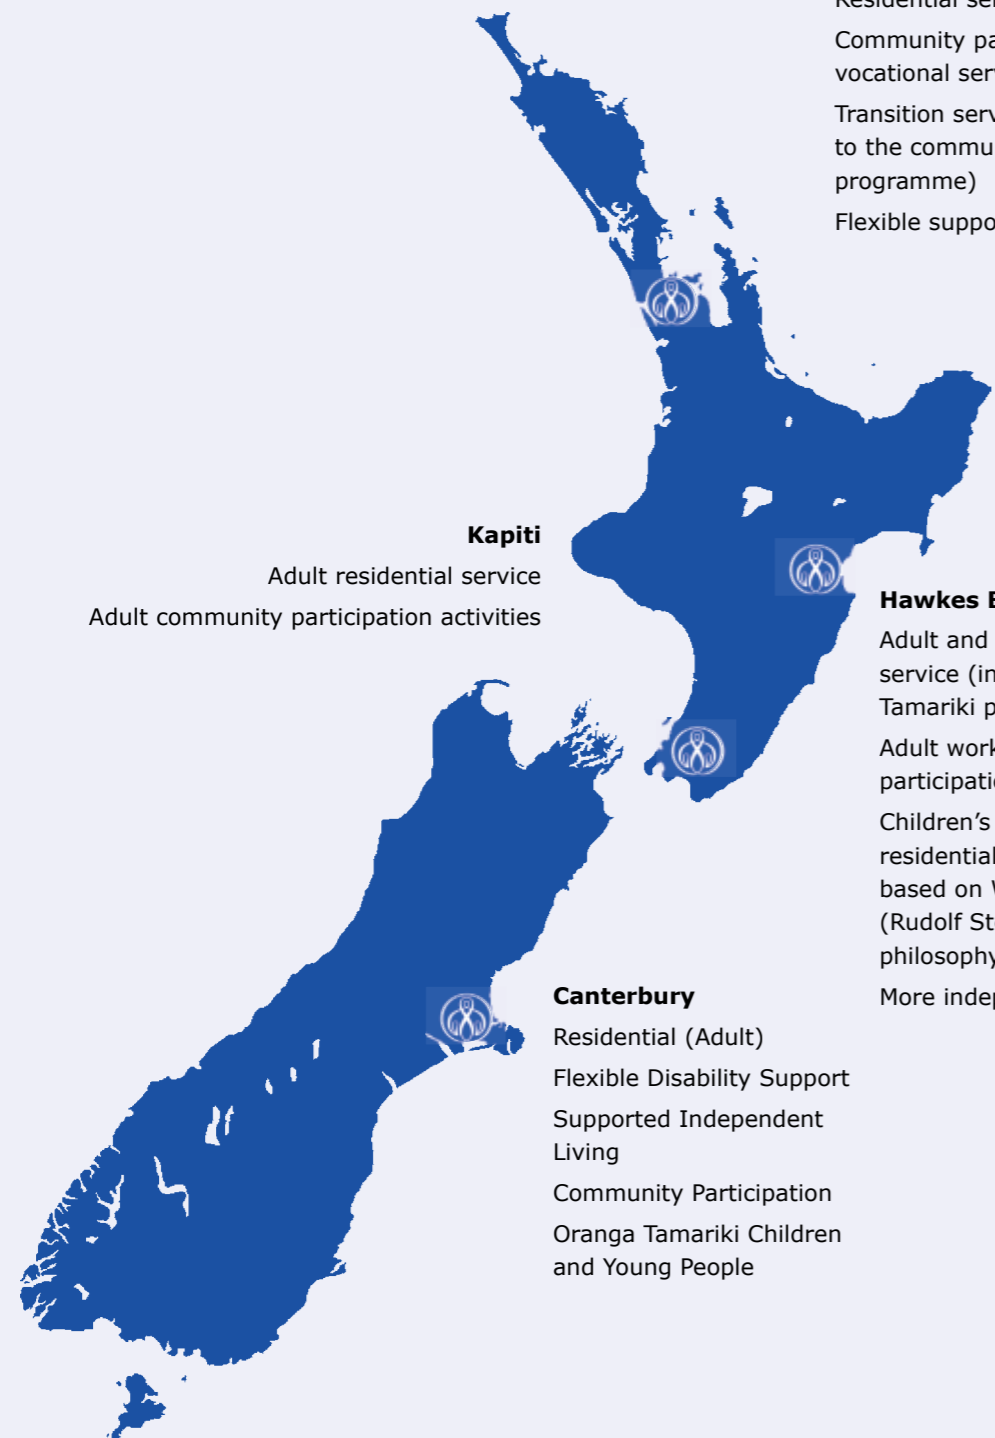 Residential ser
Community pa
vocational ser
Transition serv
to the commu
programme)
Flexible suppo
Kapiti
Adult residential service
Adult community participation activities
Hawkes B
Adult and
service (in
Tamariki p
Adult work
participatio
Children's
residential
based on W
(Rudolf St
philosophy
More indep
Canterbury
Residential (Adult)
Flexible Disability Support
Supported Independent
Living
Community Participation
Oranga Tamariki Children
and Young People